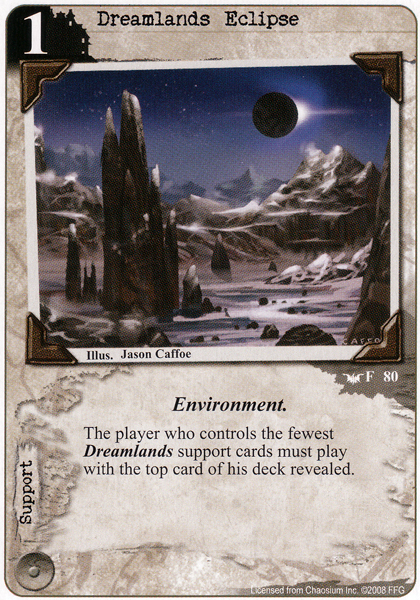 1
Dreamlands Eclipse
CAFFO
Illus. Jason Caffoe
F 80
Environment.
The player who controls the fewest
Dreamlands support cards must play
with the top card of his deck revealed.
Support
Licensed from Chaosium Inc. ©2008 FFG